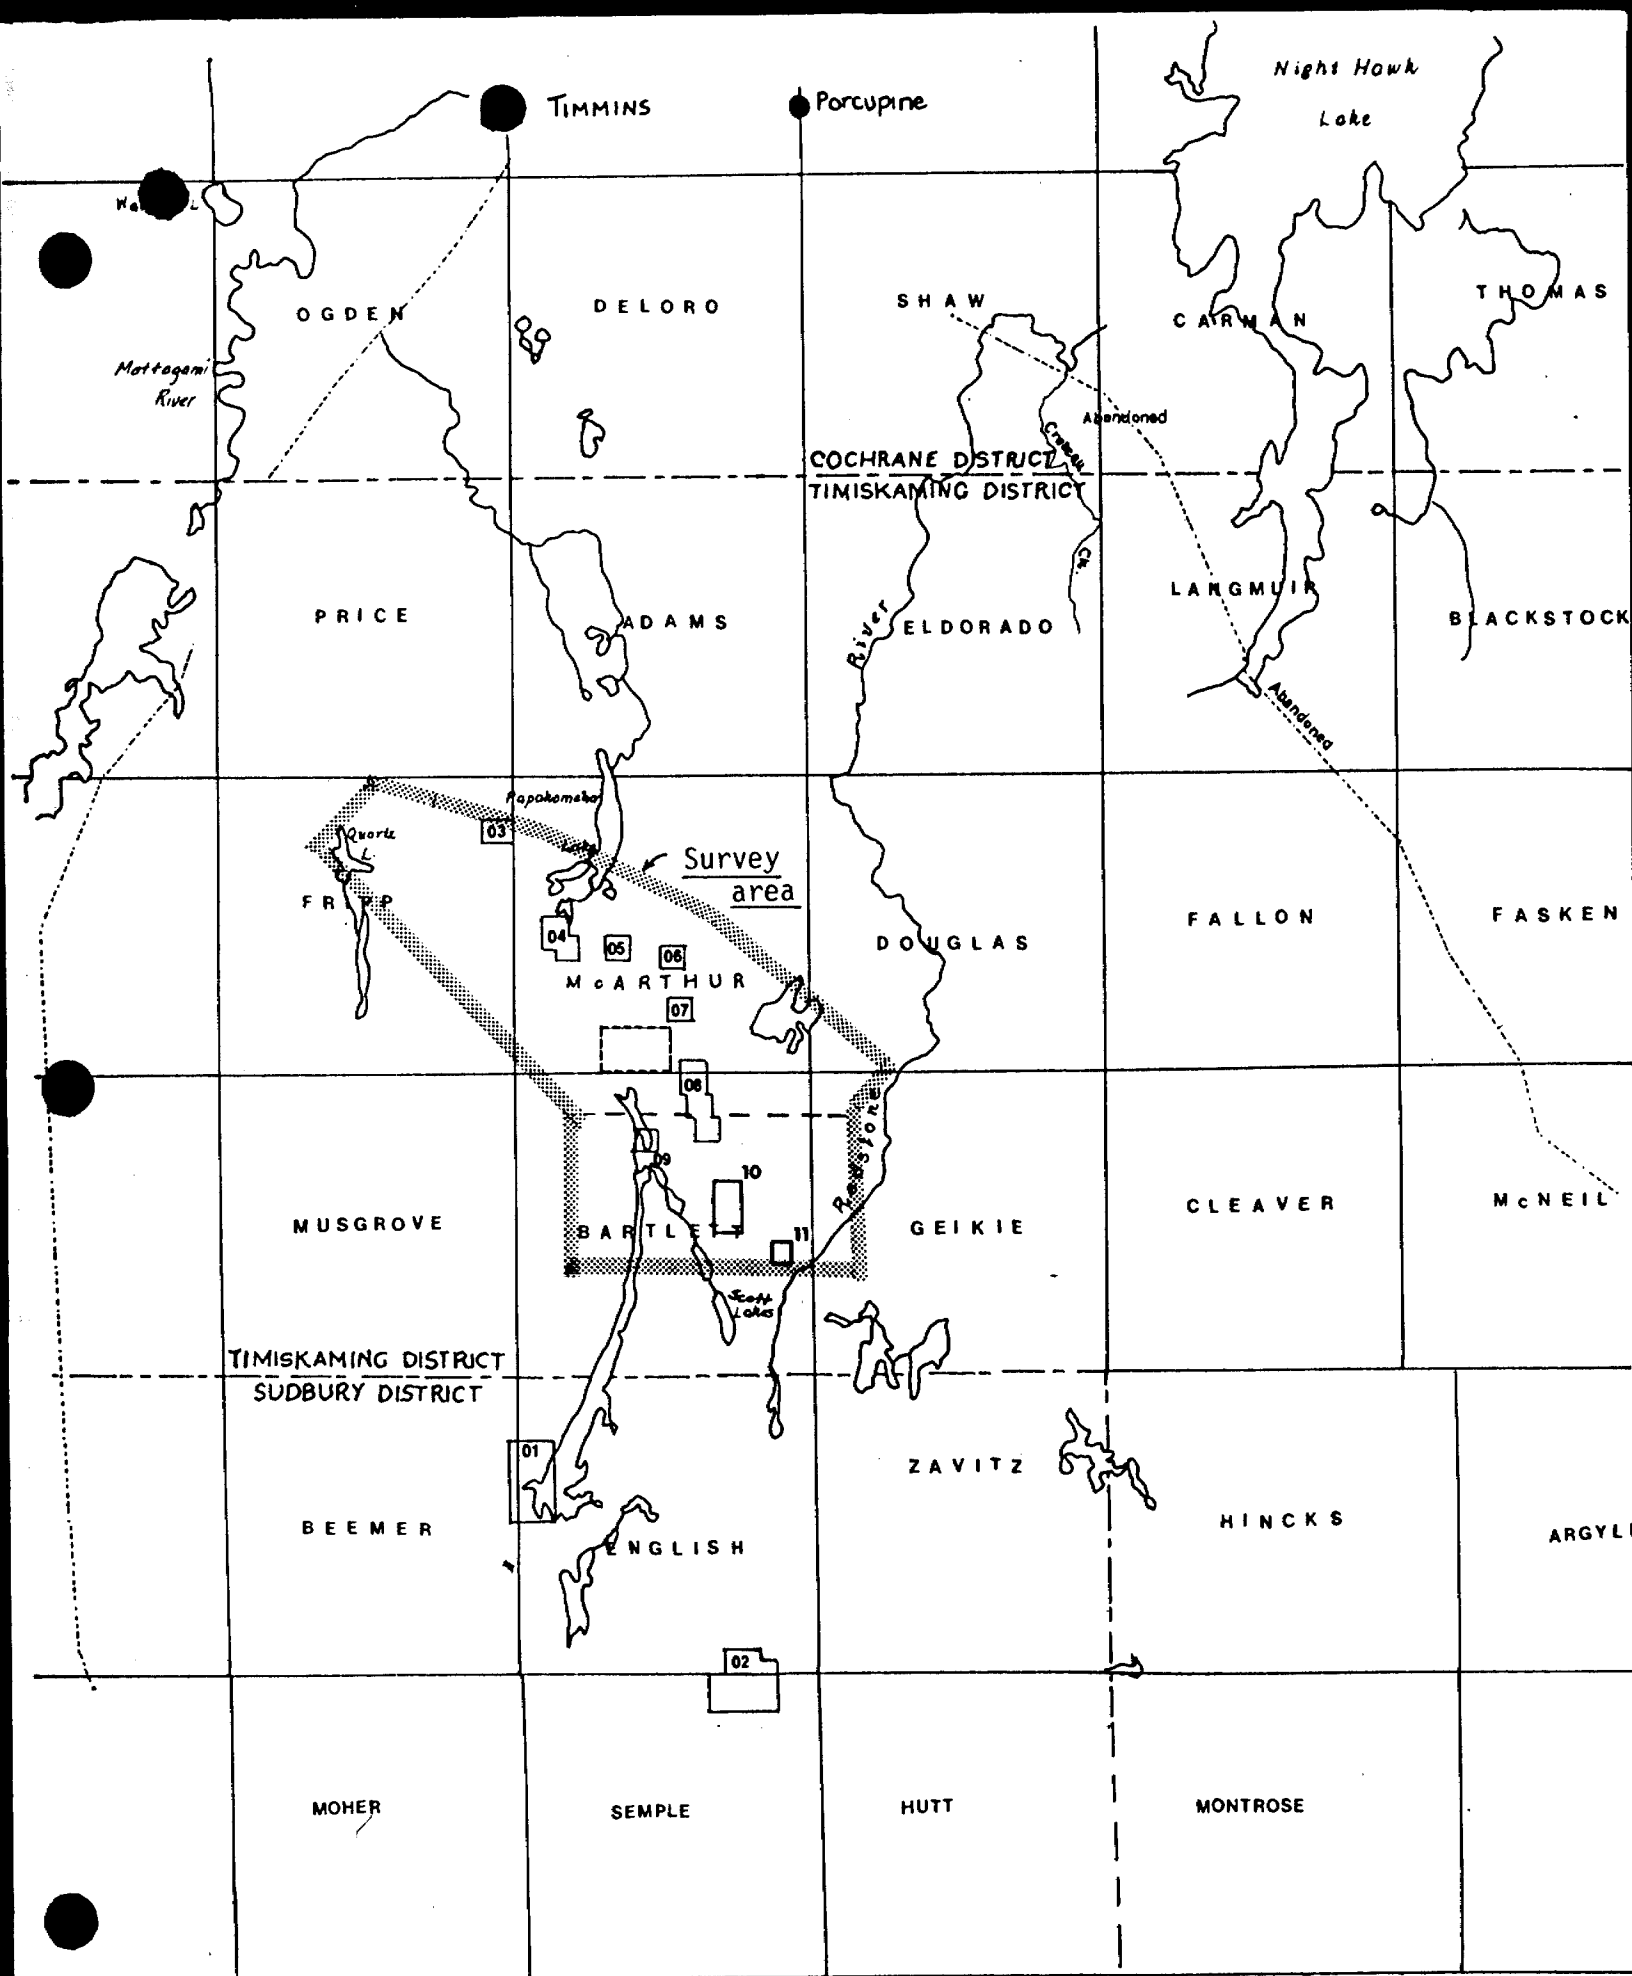 Night Hawk
Lake
TIMMINS
Porcupine
OGDEN
DELORO
SHAW
CARMAN
THOMAS
Mattagami
River
Abandoned
COCHRANE DISTRICT
TIMISKAMING DISTRICT
Ck.
PRICE
ADAMS
River
ELDORADO
LANGMUIR
BLACKSTOCK
Abandoned
03
Quartz
L.
Lake
Survey
area
FRIPP
04
05
06
McARTHUR
DOUGLAS
FALLON
FASKEN
07
08
Redstone
09
10
MUSGROVE
BARTLETT
11
GEIKIE
CLEAVER
McNEIL
Scott
Lakes
TIMISKAMING DISTRICT
SUDBURY DISTRICT
01
ZAVITZ
BEEMER
ENGLISH
HINCKS
ARGYL
02
MOHER
SEMPLE
HUTT
MONTROSE